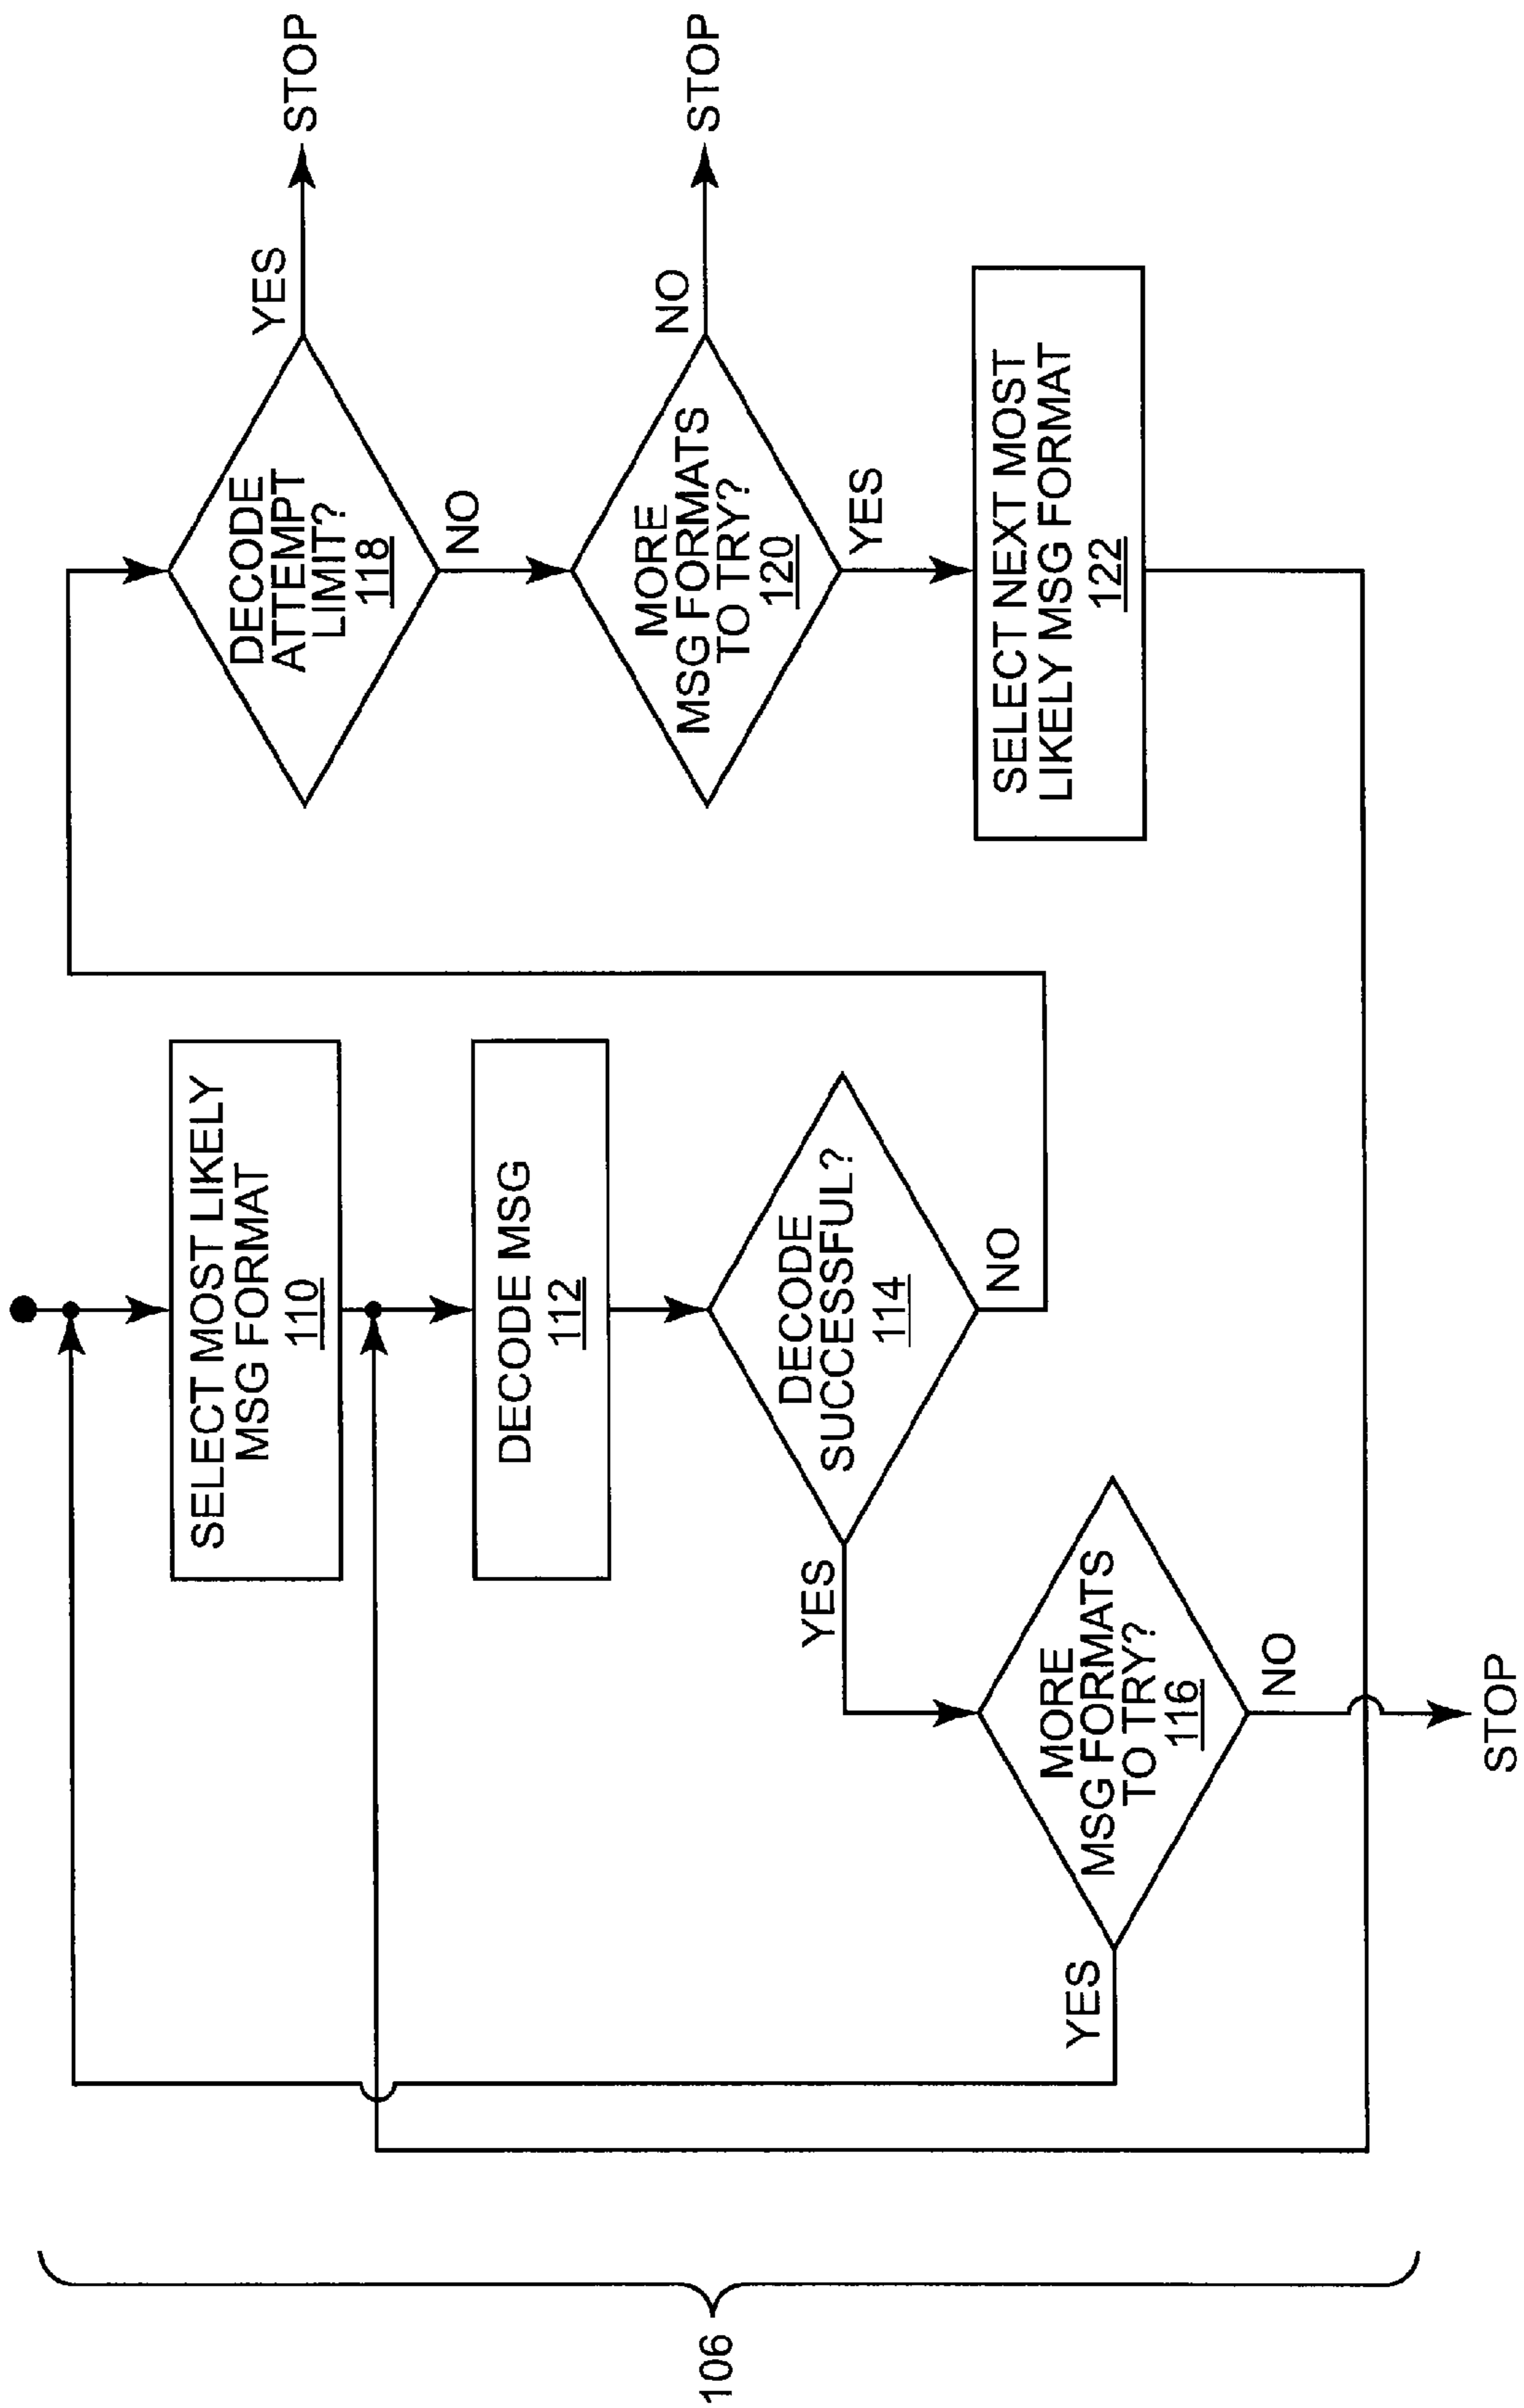 106
SELECT MOST LIKELY
MSG FORMAT
110
DECODE MSG
112
DECODE
SUCCESSFUL?
114
YES
NO
MORE
MSG FORMATS
TO TRY?
116
YES
NO
STOP
DECODE
ATTEMPT
LIMIT?
118
YES
STOP
NO
MORE
MSG FORMATS
TO TRY?
120
NO
STOP
YES
SELECT NEXT MOST
LIKELY MSG FORMAT
122